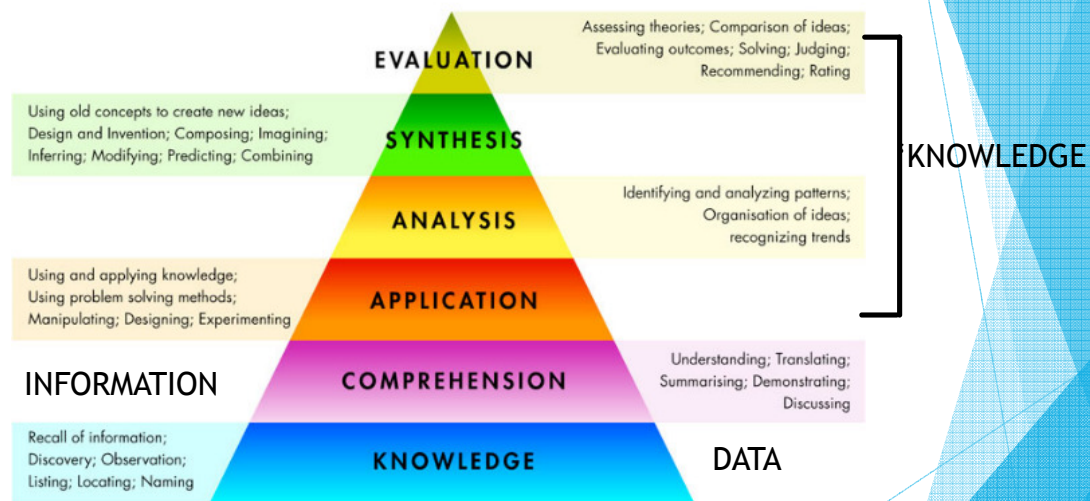 Assessing theories; Comparison of ideas;
Evaluating outcomes; Solving; Judging;
Recommending; Rating
EVALUATION
Using old concepts to create new ideas;
Design and Invention; Composing; Imagining;
Inferring; Modifying; Predicting; Combining
SYNTHESIS
KNOWLEDGE
Identifying and analyzing patterns;
Organisation of ideas;
recognizing trends
ANALYSIS
Using and applying knowledge;
Using problem solving methods;
Manipulating; Designing; Experimenting
APPLICATION
INFORMATION
COMPREHENSION
Understanding; Translating;
Summarising; Demonstrating;
Discussing
Recall of information;
Discovery; Observation;
Listing; Locating; Naming
KNOWLEDGE
DATA